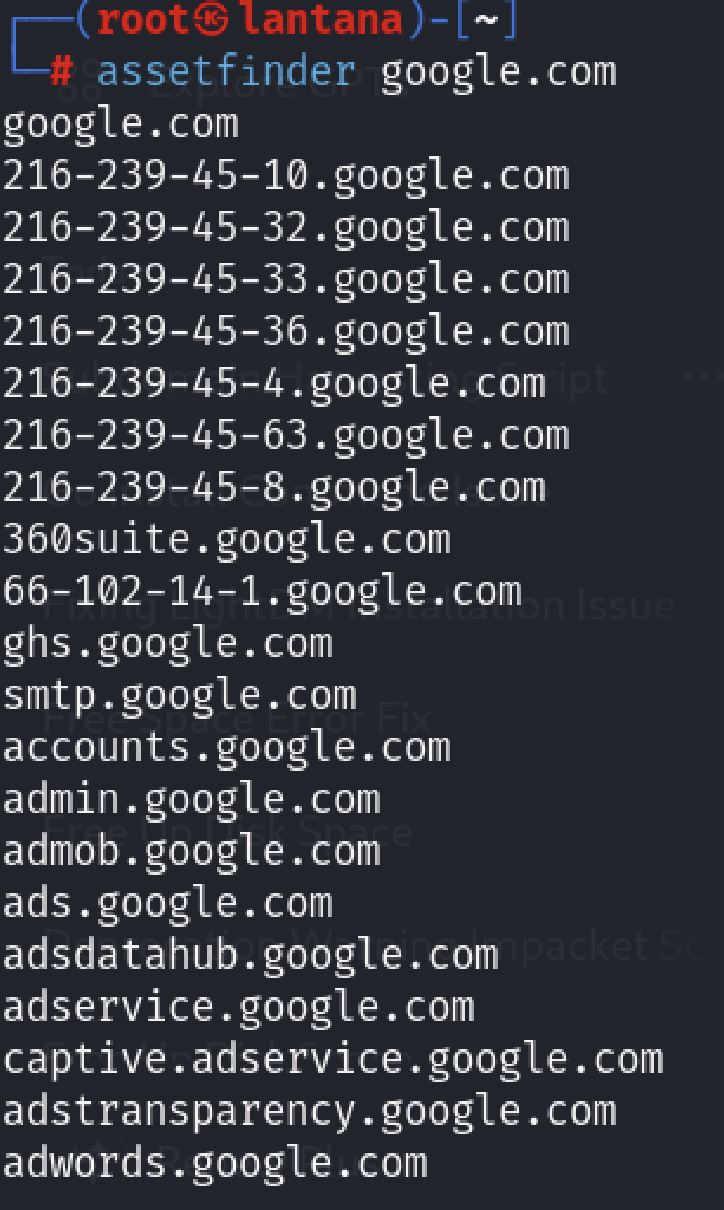 ┌──(root㉿lantana)-[~]
└─# assetfinder google.com
google.com
216-239-45-10.google.com
216-239-45-32.google.com
216-239-45-33.google.com
216-239-45-36.google.com
216-239-45-4.google.com
216-239-45-63.google.com
216-239-45-8.google.com
360suite.google.com
66-102-14-1.google.com
ghs.google.com
smtp.google.com
accounts.google.com
admin.google.com
admob.google.com
ads.google.com
adsdatahub.google.com
adservice.google.com
captive.adservice.google.com
adstransparency.google.com
adwords.google.com